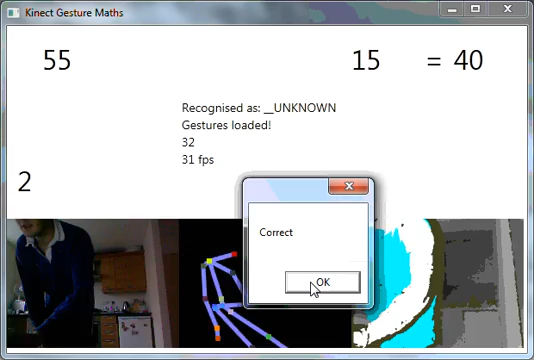 Kinect Gesture Maths
55 15 = 40
Recognised as: __UNKNOWN
Gestures loaded!
32
31 fps
2
Correct
OK